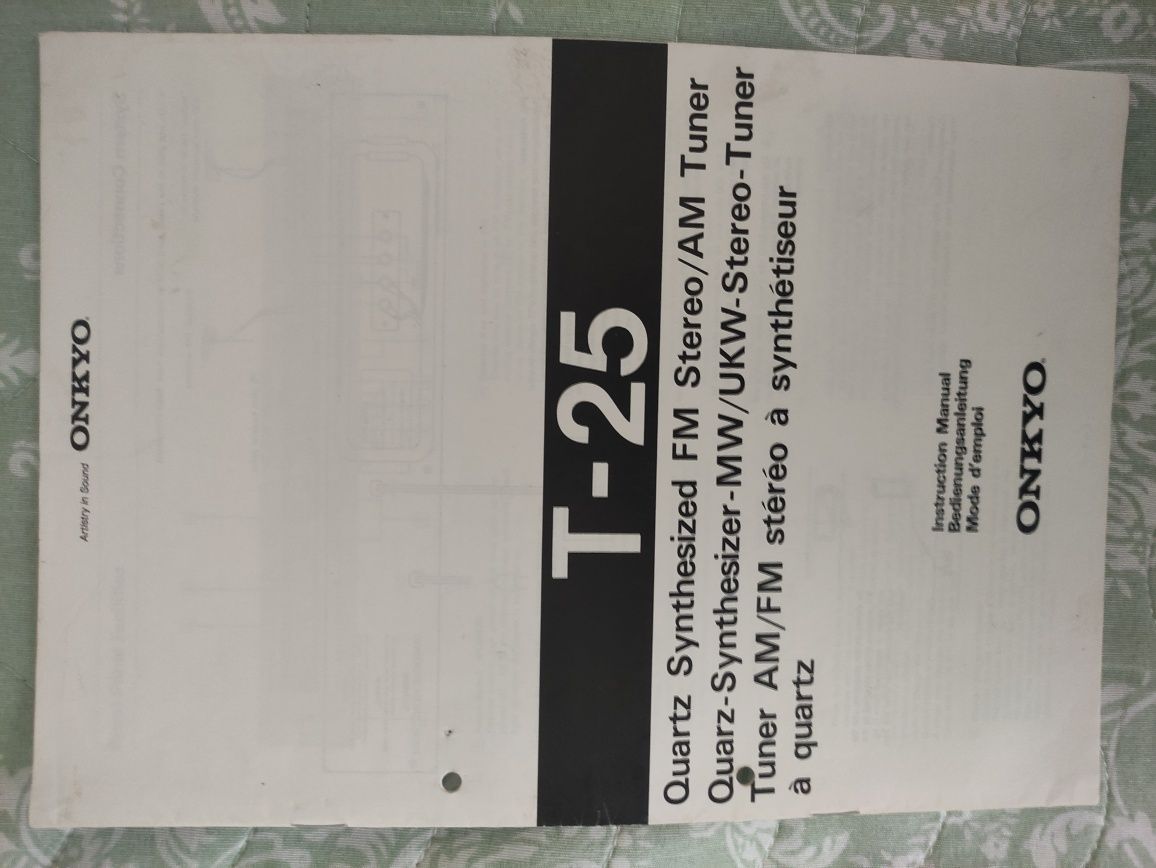 Artistry in Sound ONKYO®
T-25
Quartz Synthesized FM Stereo/AM Tuner
Quarz-Synthesizer-MW/UKW-Stereo-Tuner
Tuner AM/FM stéréo à synthétiseur
à quartz
Instruction Manual
Bedienungsanleitung
Mode d'emploi
ONKYO®